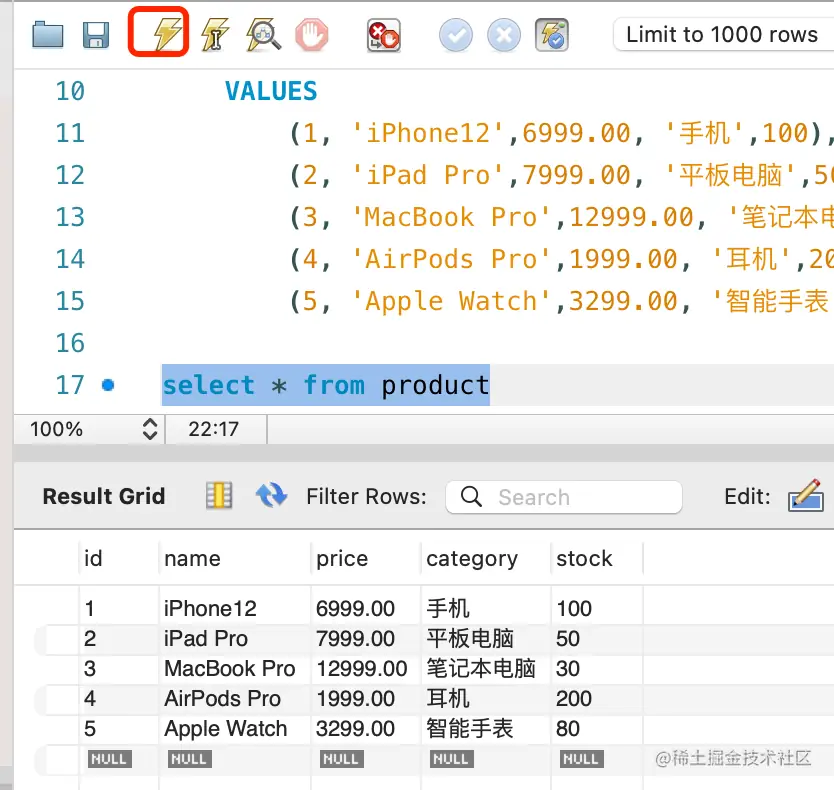 Limit to 1000 rows
10 VALUES
11 (1, 'iPhone12',6999.00, '手机',100),
12 (2, 'iPad Pro',7999.00, '平板电脑',50
13 (3, 'MacBook Pro',12999.00, '笔记本电
14 (4, 'AirPods Pro',1999.00, '耳机',20
15 (5, 'Apple Watch',3299.00, '智能手表
16
17 select * from product
100% 22:17
Result Grid Filter Rows: Search Edit:
id name price category stock
1 iPhone12 6999.00 手机 100
2 iPad Pro 7999.00 平板电脑 50
3 MacBook Pro 12999.00 笔记本电脑 30
4 AirPods Pro 1999.00 耳机 200
5 Apple Watch 3299.00 智能手表 80
NULL NULL NULL NULL NULL
@稀土掘金技术社区